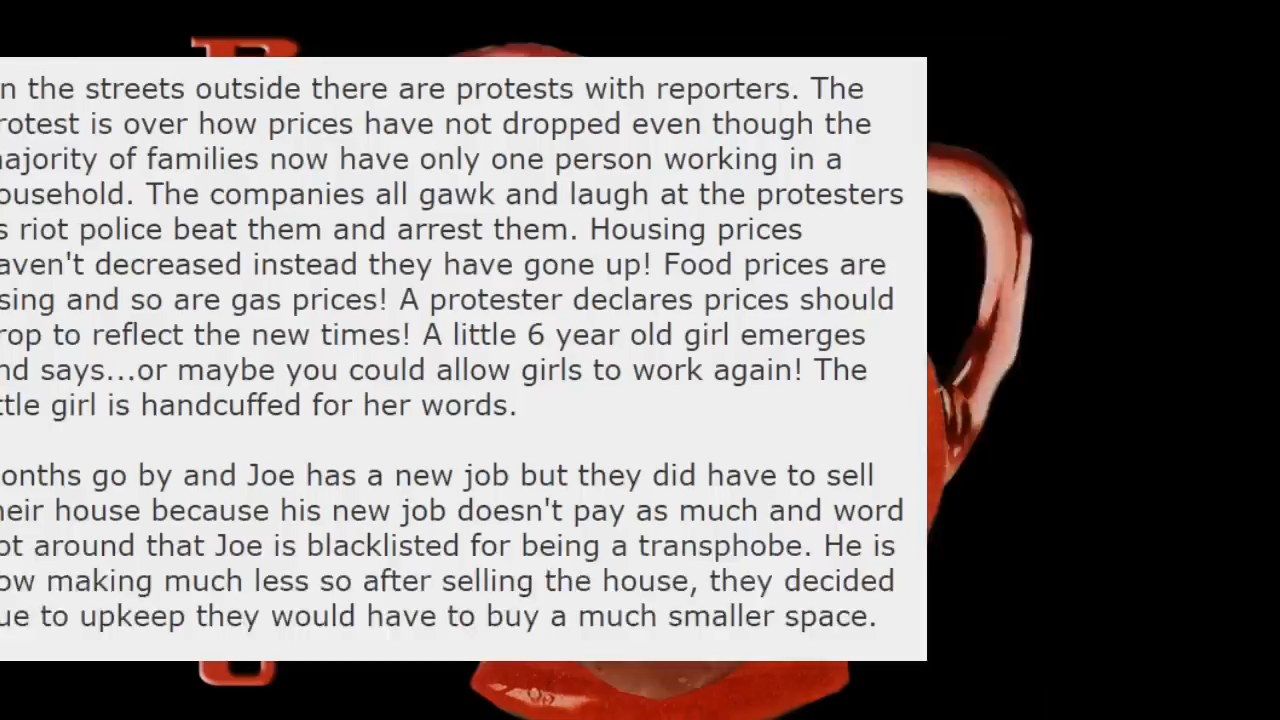 n the streets outside there are protests with reporters. The
rotest is over how prices have not dropped even though the
ajority of families now have only one person working in a
ousehold. The companies all gawk and laugh at the protesters
s riot police beat them and arrest them. Housing prices
aven't decreased instead they have gone up! Food prices are
sing and so are gas prices! A protester declares prices should
rop to reflect the new times! A little 6 year old girl emerges
nd says...or maybe you could allow girls to work again! The
ttle girl is handcuffed for her words.
onths go by and Joe has a new job but they did have to sell
heir house because his new job doesn't pay as much and word
ot around that Joe is blacklisted for being a transphobe. He is
ow making much less so after selling the house, they decided
ue to upkeep they would have to buy a much smaller space.